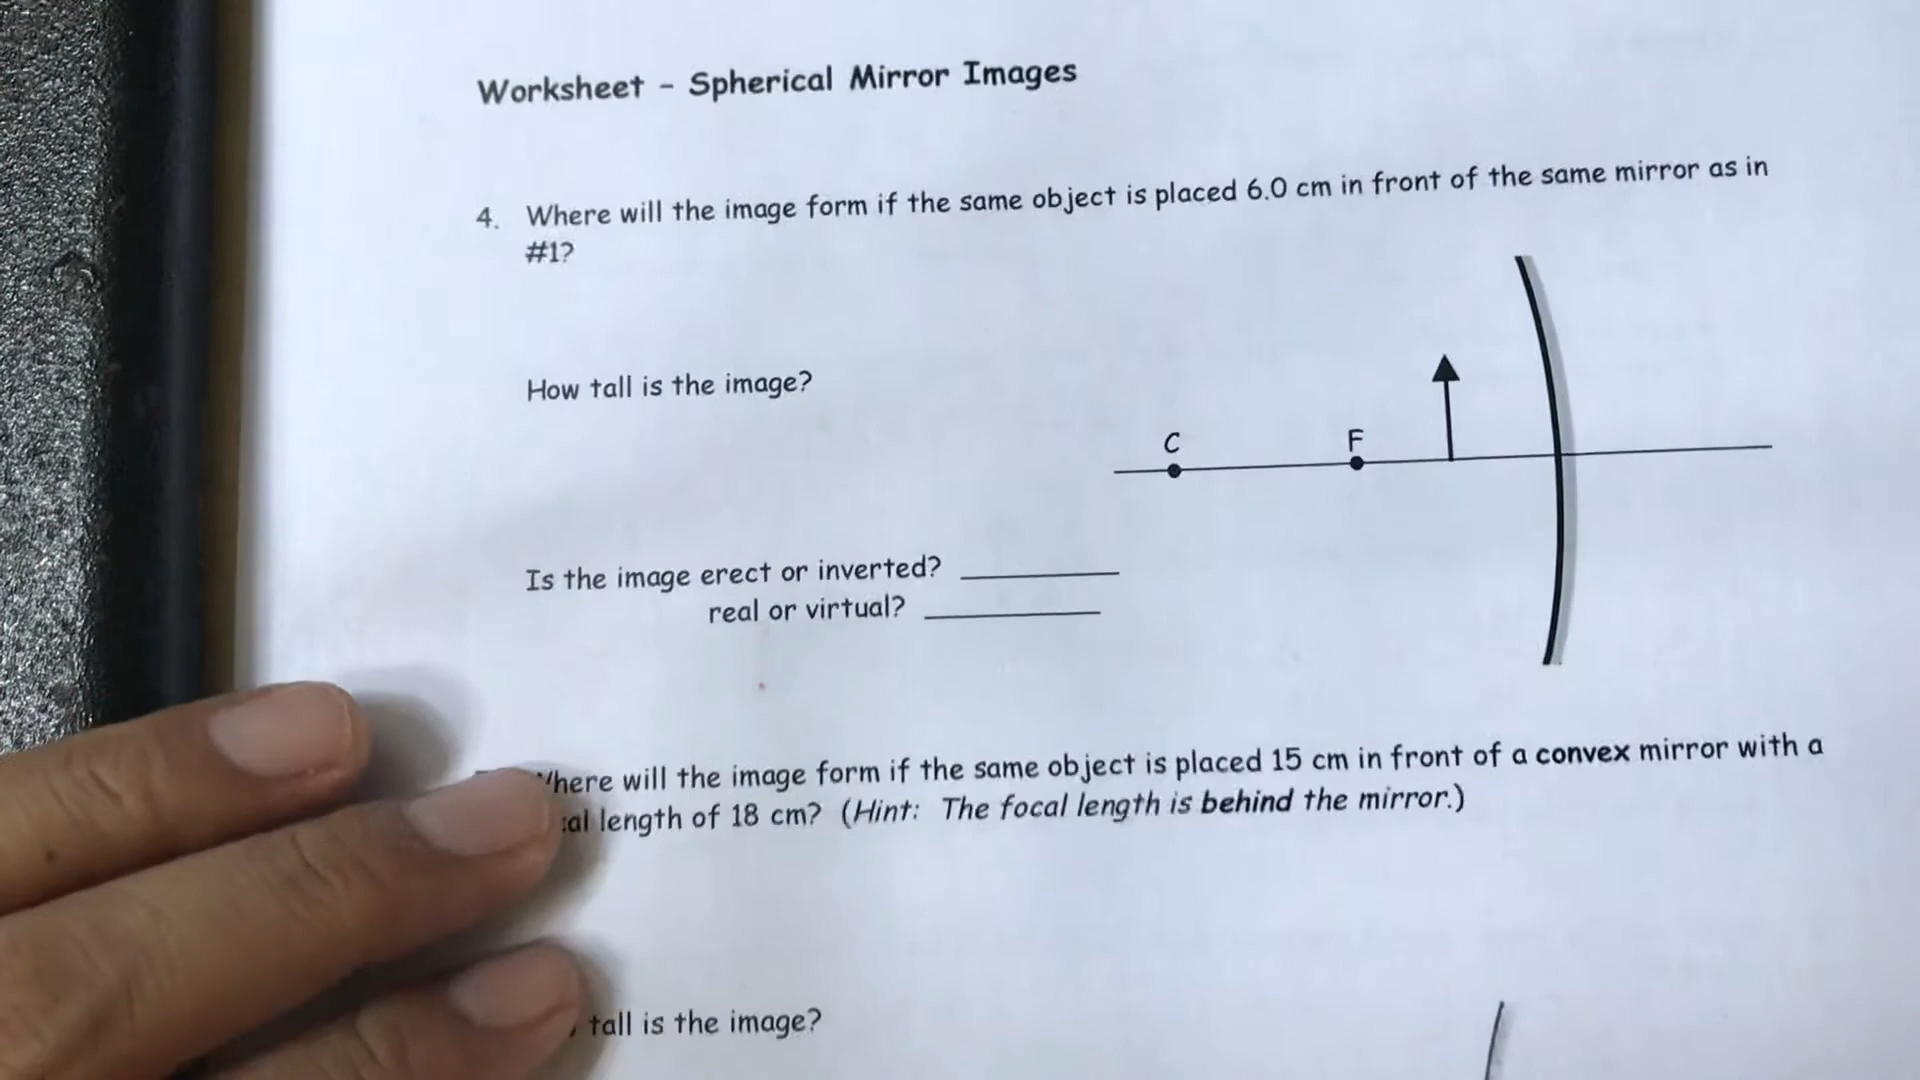 Worksheet - Spherical Mirror Images
4. Where will the image form if the same object is placed 6.0 cm in front of the same mirror as in
#1?
How tall is the image?
C
F
Is the image erect or inverted?
real or virtual?
will the image form if the same object is placed 15 cm in front of a convex mirror with a
length of 18 cm? (Hint: The focal length is behind the mirror.)
tall is the image?